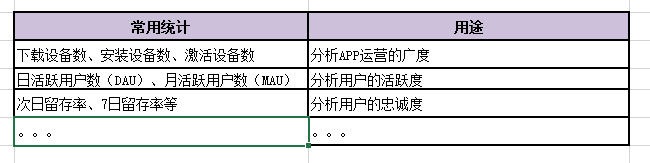 常用统计 用途
下载设备数、安装设备数、激活设备数 分析APP运营的广度
日活跃用户数（DAU）、月活跃用户数（MAU） 分析用户的活跃度
次日留存率、7日留存率等 分析用户的忠诚度
。。。 。。。